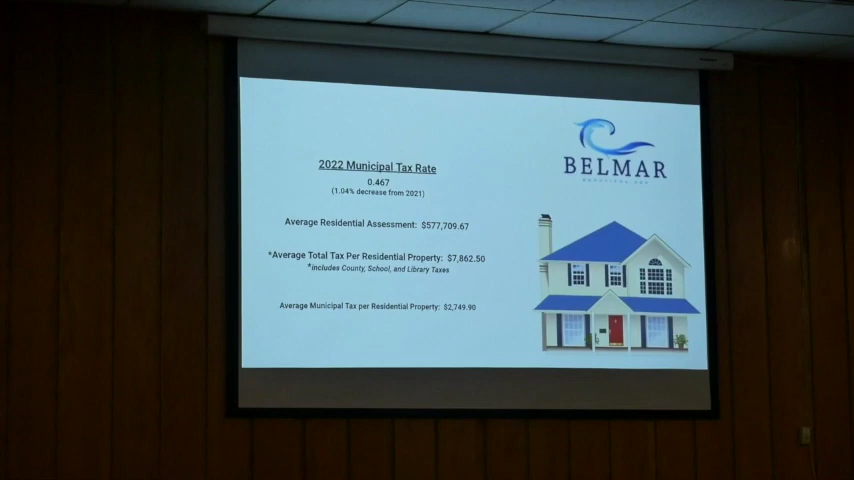 2022 Municipal Tax Rate
0.467
(1.04% decrease from 2021)
Average Residential Assessment: $577,709.67
*Average Total Tax Per Residential Property: $7,862.50
*includes County, School, and Library Taxes
Average Municipal Tax per Residential Property: $2,749.90
BELMAR